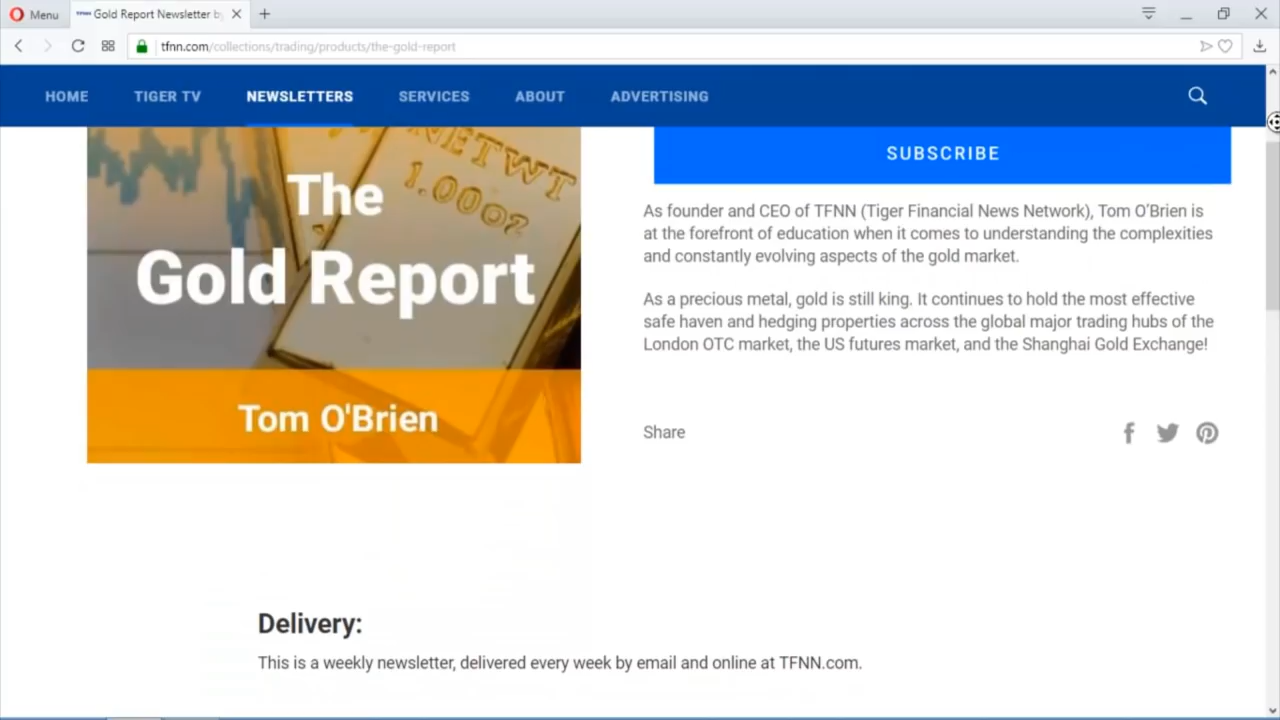 Menu
TFNN Gold Report Newsletter b
tfnn.com/collections/trading/products/the-gold-report
HOME
TIGER TV
NEWSLETTERS
SERVICES
ABOUT
ADVERTISING
NETWT
1.00oz
The
Gold Report
Tom O'Brien
SUBSCRIBE
As founder and CEO of TFNN (Tiger Financial News Network), Tom O'Brien is
at the forefront of education when it comes to understanding the complexities
and constantly evolving aspects of the gold market.
As a precious metal, gold is still king. It continues to hold the most effective
safe haven and hedging properties across the global major trading hubs of the
London OTC market, the US futures market, and the Shanghai Gold Exchange!
Share
Delivery:
This is a weekly newsletter, delivered every week by email and online at TFNN.com.